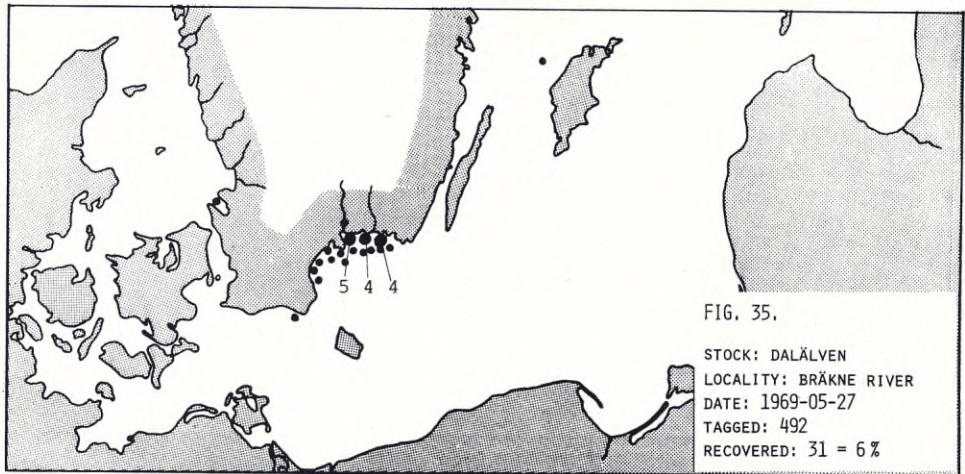 5 4 4
FIG. 35.
STOCK: DALÄLVEN
LOCALITY: BRÄKNE RIVER
DATE: 1969-05-27
TAGGED: 492
RECOVERED: 31 = 6 %